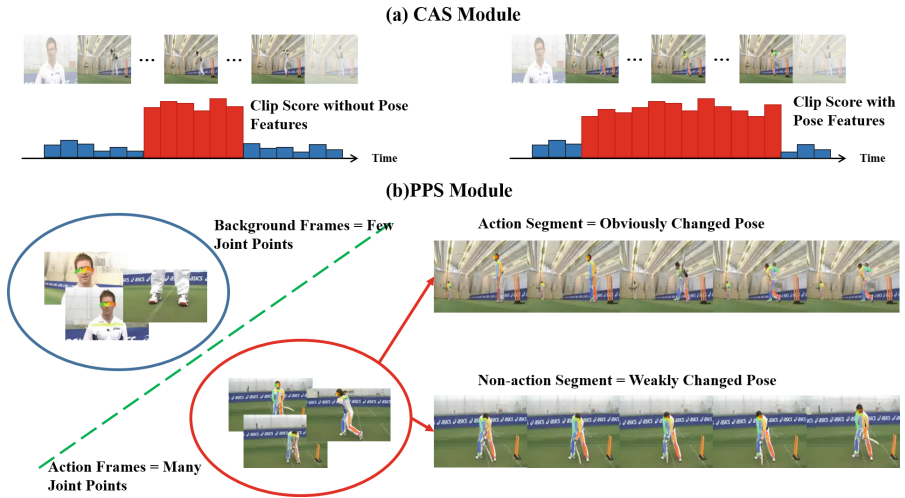 (a) CAS Module
... ...
... ...
Clip Score without Pose
Features
Time
Clip Score with
Pose Features
Time
(b)PPS Module
Background Frames = Few
Joint Points
Action Segment = Obviously Changed Pose
Non-action Segment = Weakly Changed Pose
Action Frames = Many
Joint Points